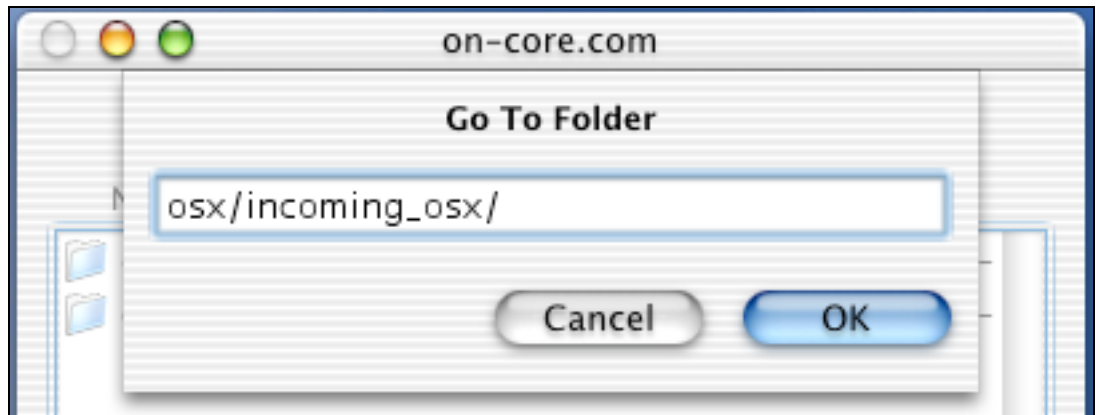 on-core.com
Go To Folder
N
osx/incoming_osx/
Cancel
OK